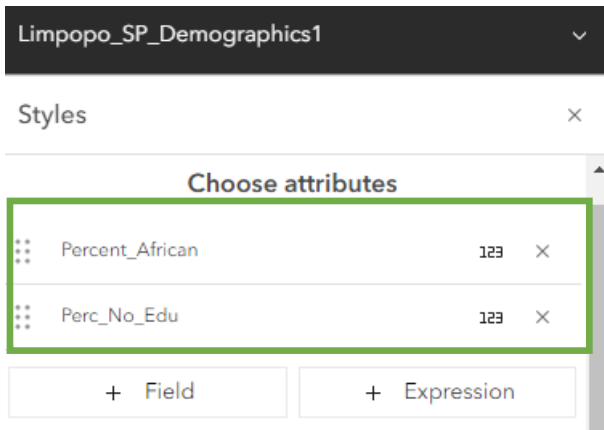 Limpopo_SP_Demographics1
Styles
Choose attributes
Percent_African 123
Perc_No_Edu 123
+ Field + Expression